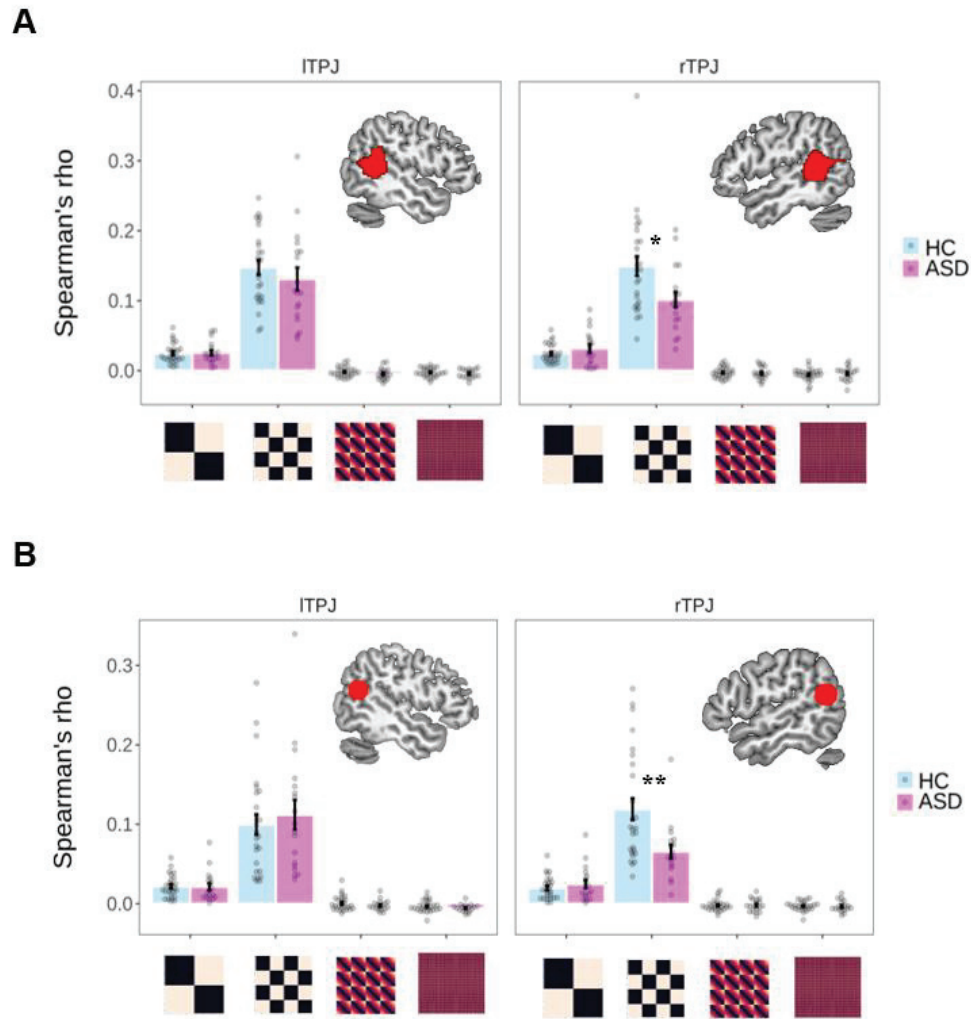 A
lTPJ
rTPJ
0.4
0.3
0.2
0.1
0.0
Spearman's rho
*
HC
ASD
B
lTPJ
rTPJ
0.3
0.2
0.1
0.0
Spearman's rho
**
HC
ASD